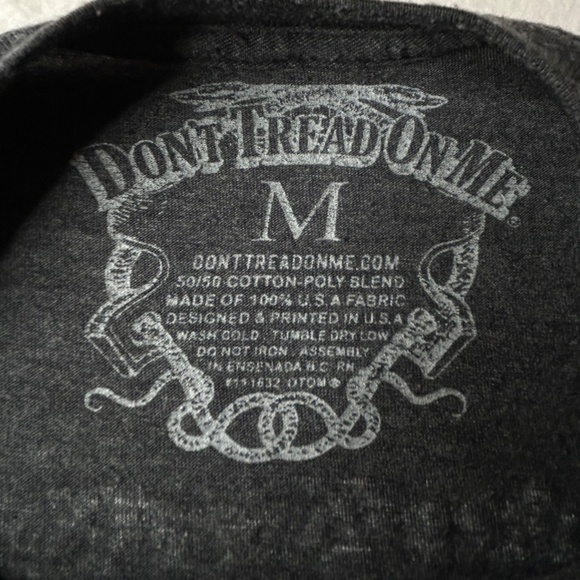 DON'T TREAD ON ME®
M
DONTTREADONME.COM
50/50 COTTON-POLY BLEND
MADE OF 100% U.S.A FABRIC
DESIGNED & PRINTED IN U.S.A
WASH COLD . TUMBLE DRY LOW
DO NOT IRON . ASSEMBLY
IN ENSENADA B.C. RN
#111632 DTOM®